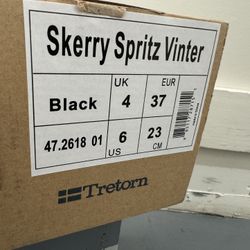 Skerry Spritz Vinter
UK EUR
Black 4 37
47.2618 01 6 23
US CM
Tretorn